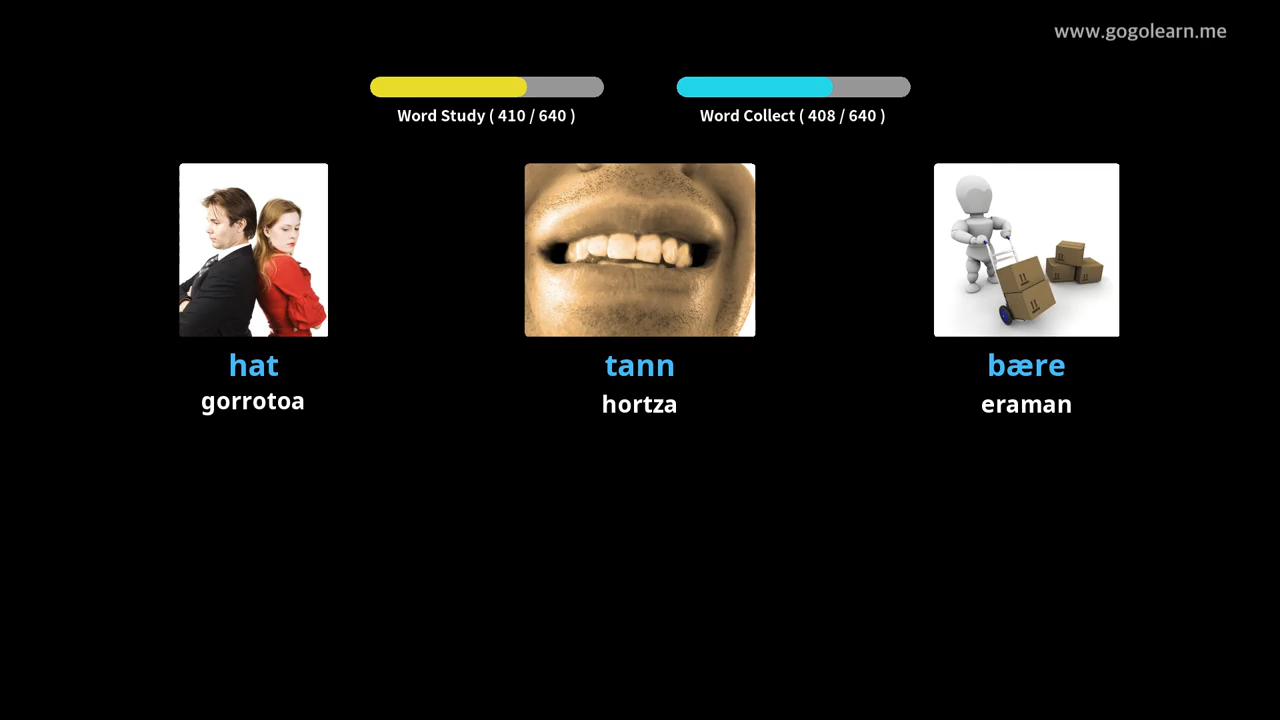 www.gogolearn.me
Word Study ( 410 / 640 )
Word Collect ( 408 / 640 )
hat
gorrotoa
tann
hortza
bære
eraman